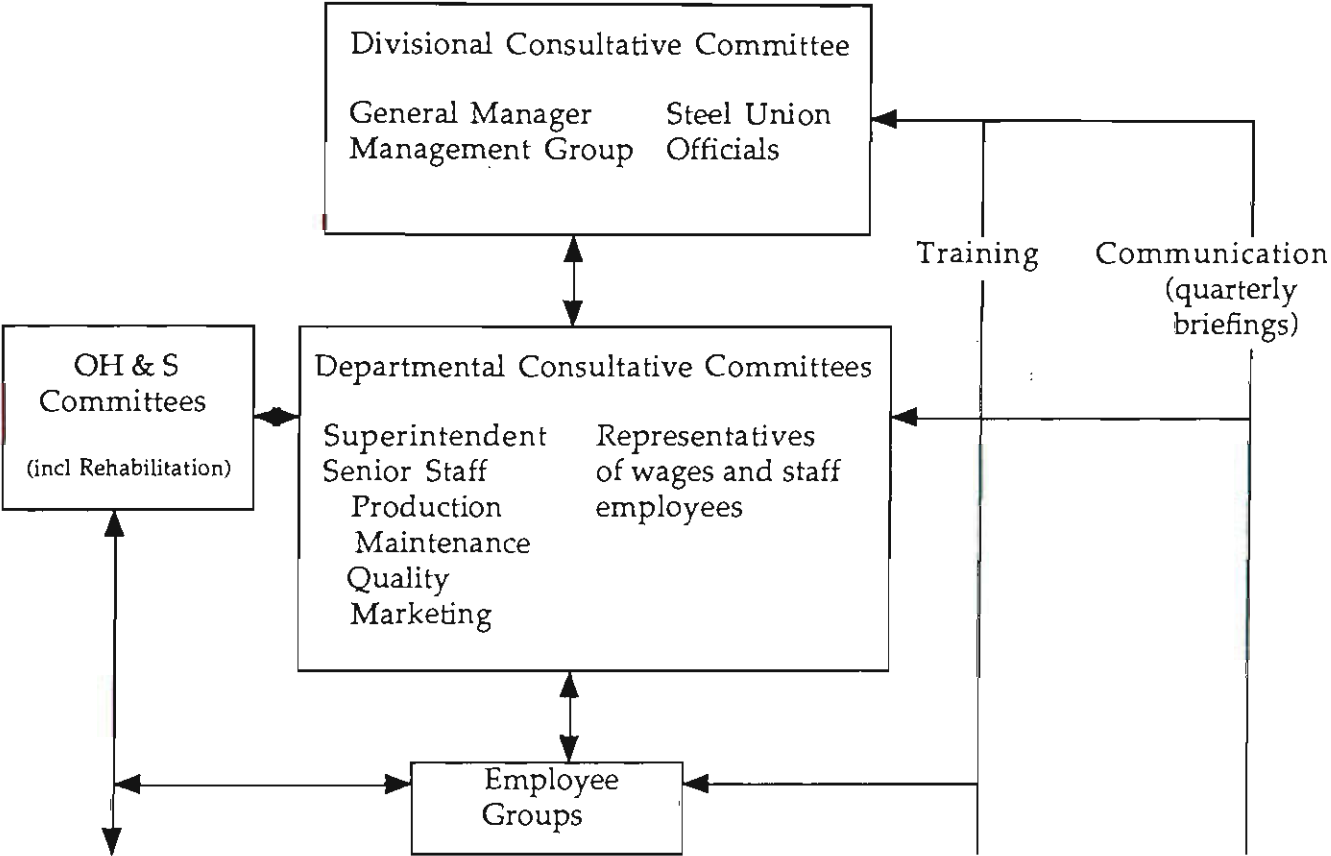 Divisional Consultative Committee
General Manager
Management Group
Steel Union
Officials
Training
Communication
(quarterly
briefings)
OH & S
Committees
(incl Rehabilitation)
Departmental Consultative Committees
Superintendent
Senior Staff
Production
Maintenance
Quality
Marketing
Representatives
of wages and staff
employees
Employee
Groups